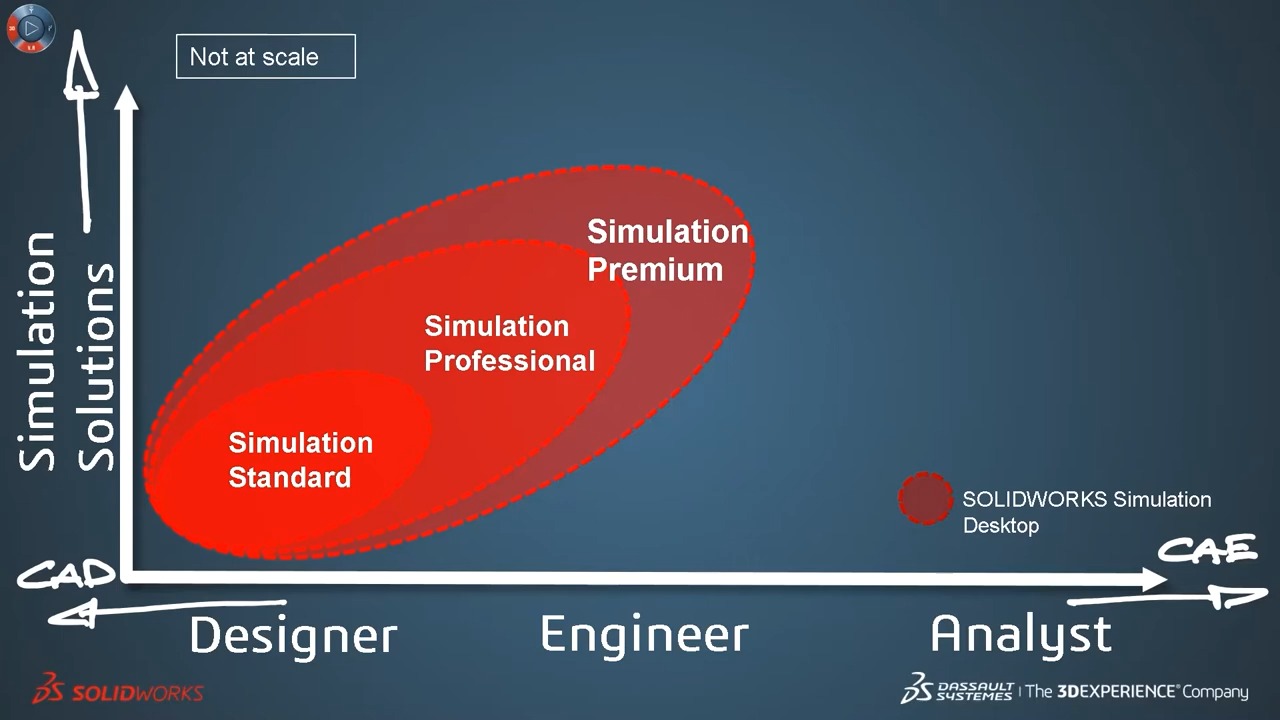 Not at scale
Simulation
Solutions
Simulation
Premium
Simulation
Professional
Simulation
Standard
SOLIDWORKS Simulation
Desktop
CAD
CAE
Designer
Engineer
Analyst
SOLIDWORKS
DASSAULT
SYSTEMES
The 3DEXPERIENCE® Company